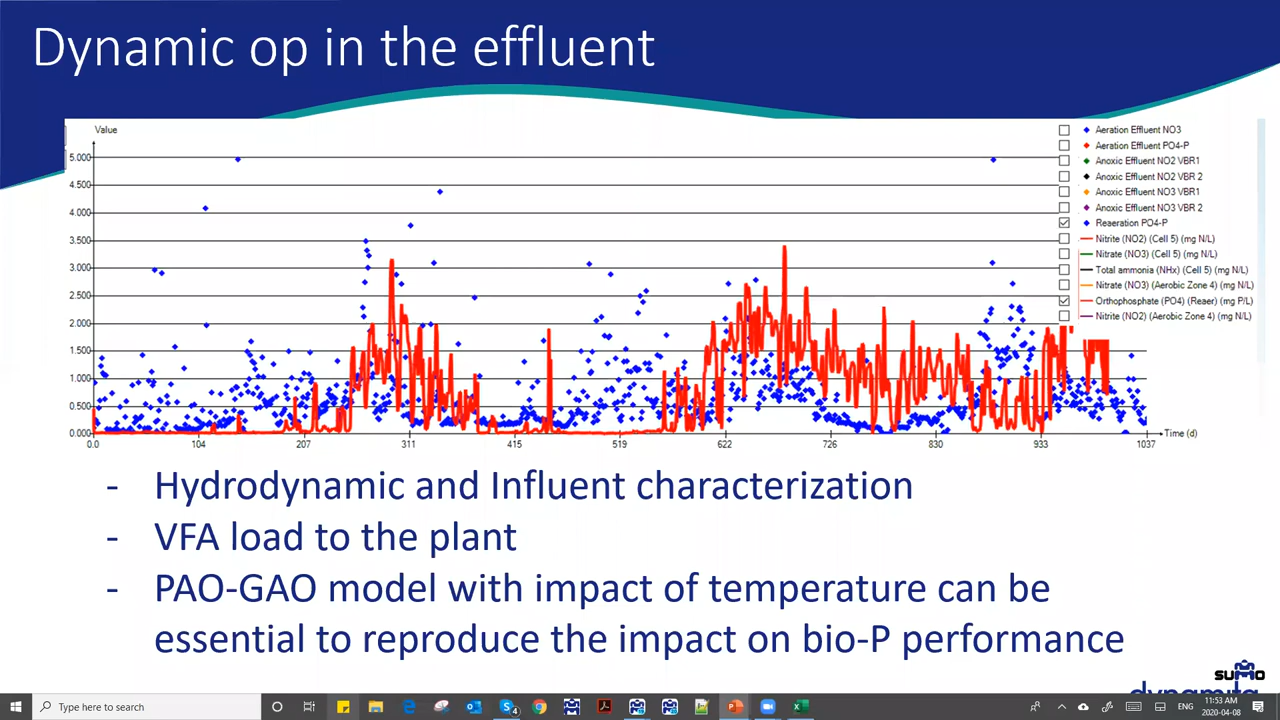 Dynamic op in the effluent
Value
5.000
4.500
4.000
3.500
3.000
2.500
2.000
1.500
1.000
0.500
0.000
0.0 104 207 311 415 519 622 726 830 933 1037
Time (d)
Aeration Effluent NO3
Aeration Effluent PO4-P
Anoxic Effluent NO2 VBR1
Anoxic Effluent NO2 VBR 2
Anoxic Effluent NO3 VBR1
Anoxic Effluent NO3 VBR 2
Reaeration PO4-P
Nitrite (NO2) (Cell 5) (mg N/L)
Nitrate (NO3) (Cell 5) (mg N/L)
Total ammonia (NHx) (Cell 5) (mg N/L)
Nitrate (NO3) (Aerobic Zone 4) (mg N/L)
Orthophosphate (PO4) (Reaer) (mg P/L)
Nitrite (NO2) (Aerobic Zone 4) (mg N/L)
- Hydrodynamic and Influent characterization
- VFA load to the plant
- PAO-GAO model with impact of temperature can be
essential to reproduce the impact on bio-P performance
sumo
dynamita
Type here to search
4
ENG
11:53 AM
2020-04-08